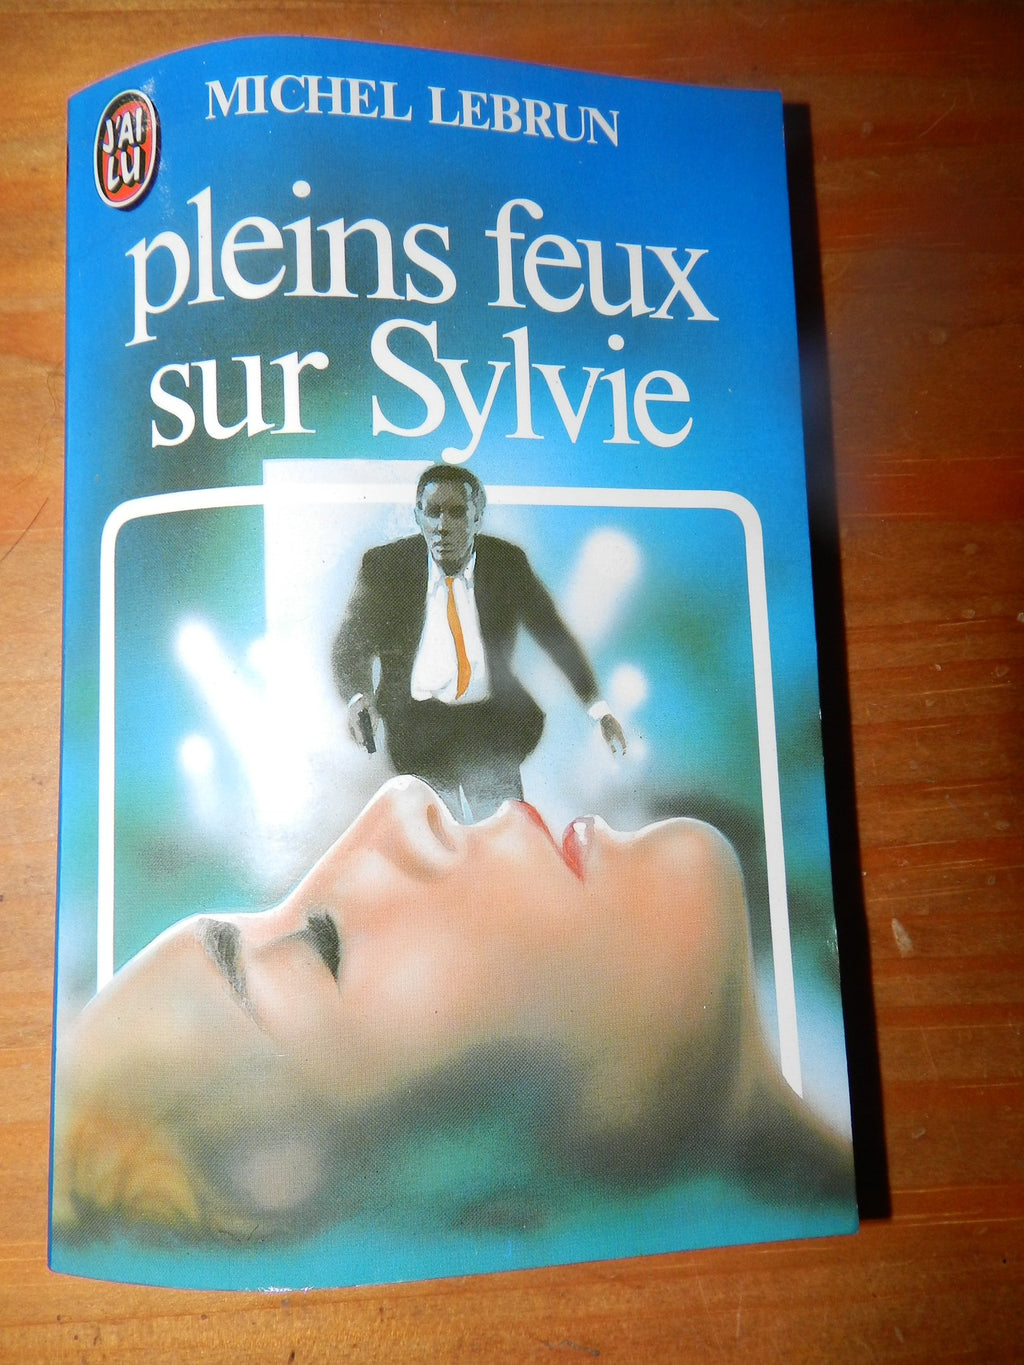 J'AI
LU
MICHEL LEBRUN
pleins feux
sur Sylvie